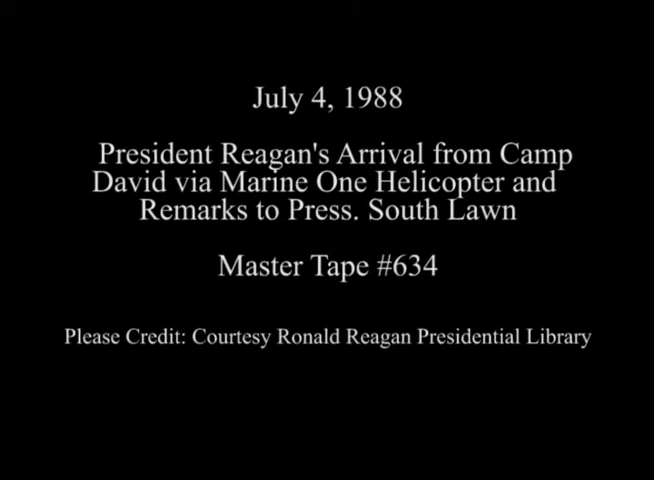 July 4, 1988
President Reagan's Arrival from Camp
David via Marine One Helicopter and
Remarks to Press. South Lawn
Master Tape #634
Please Credit: Courtesy Ronald Reagan Presidential Library